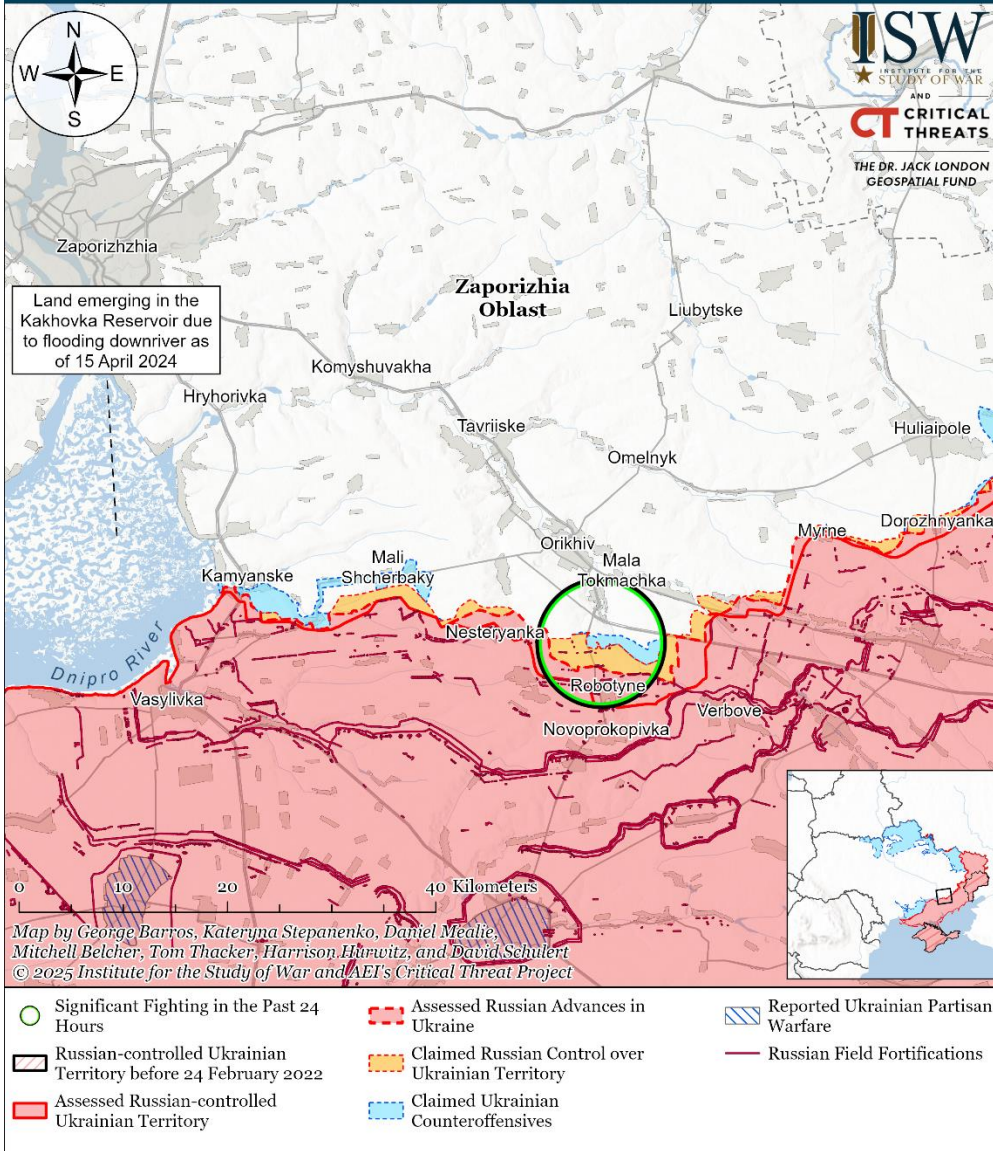 N
W E
S
ISW
INSTITUTE FOR THE
STUDY OF WAR
AND
CT CRITICAL
THREATS
THE DR. JACK LONDON
GEOSPATIAL FUND
Zaporizhzhia
Land emerging in the
Kakhovka Reservoir due
to flooding downriver as
of 15 April 2024
Zaporizhia
Oblast
Liubytske
Komyshuvakha
Hryhorivka
Tavriiske
Huliaipole
Omelnyk
Orikhiv
Myrne
Dorozhnyanka
Mala
Tokmachka
Mali
Shcherbaky
Kamyanske
Nesteryanka
Dnipro River
Robotyne
Vasylivka
Verbove
Novoprokopivka
0 10 20 40 Kilometers
Map by George Barros, Kateryna Stepanenko, Daniel Mealie,
Mitchell Belcher, Tom Thacker, Harrison Hurwitz, and David Schulert
© 2025 Institute for the Study of War and AEI's Critical Threat Project
Significant Fighting in the Past 24
Hours
Russian-controlled Ukrainian
Territory before 24 February 2022
Assessed Russian-controlled
Ukrainian Territory
Assessed Russian Advances in
Ukraine
Claimed Russian Control over
Ukrainian Territory
Claimed Ukrainian
Counteroffensives
Reported Ukrainian Partisan
Warfare
Russian Field Fortifications